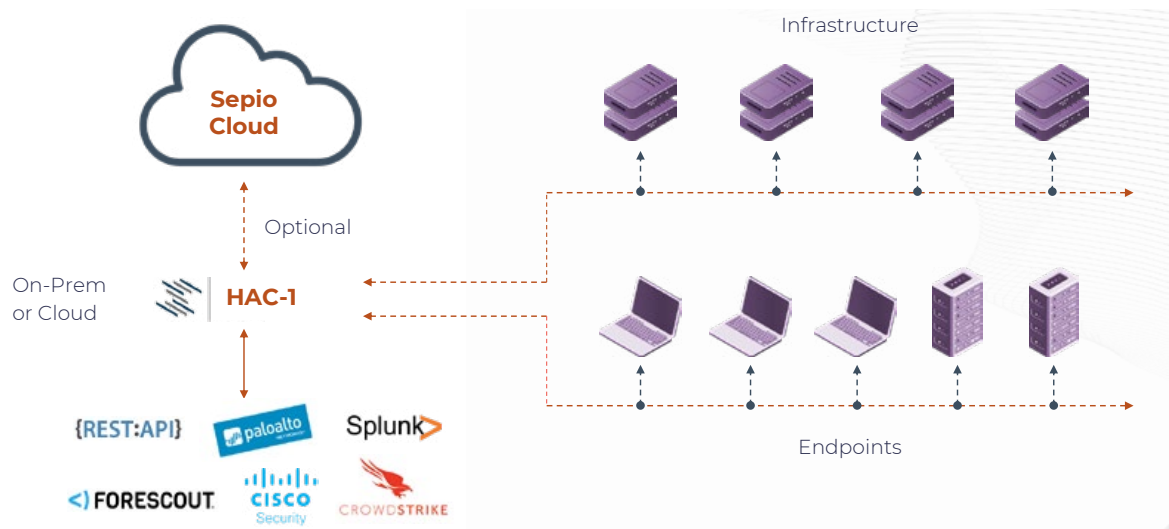 Infrastructure
Sepio
Cloud
Optional
On-Prem
or Cloud
HAC-1
{REST:API}
paloalto
Splunk>
Endpoints
FORESCOUT.
CISCO
Security
CROWDSTRIKE